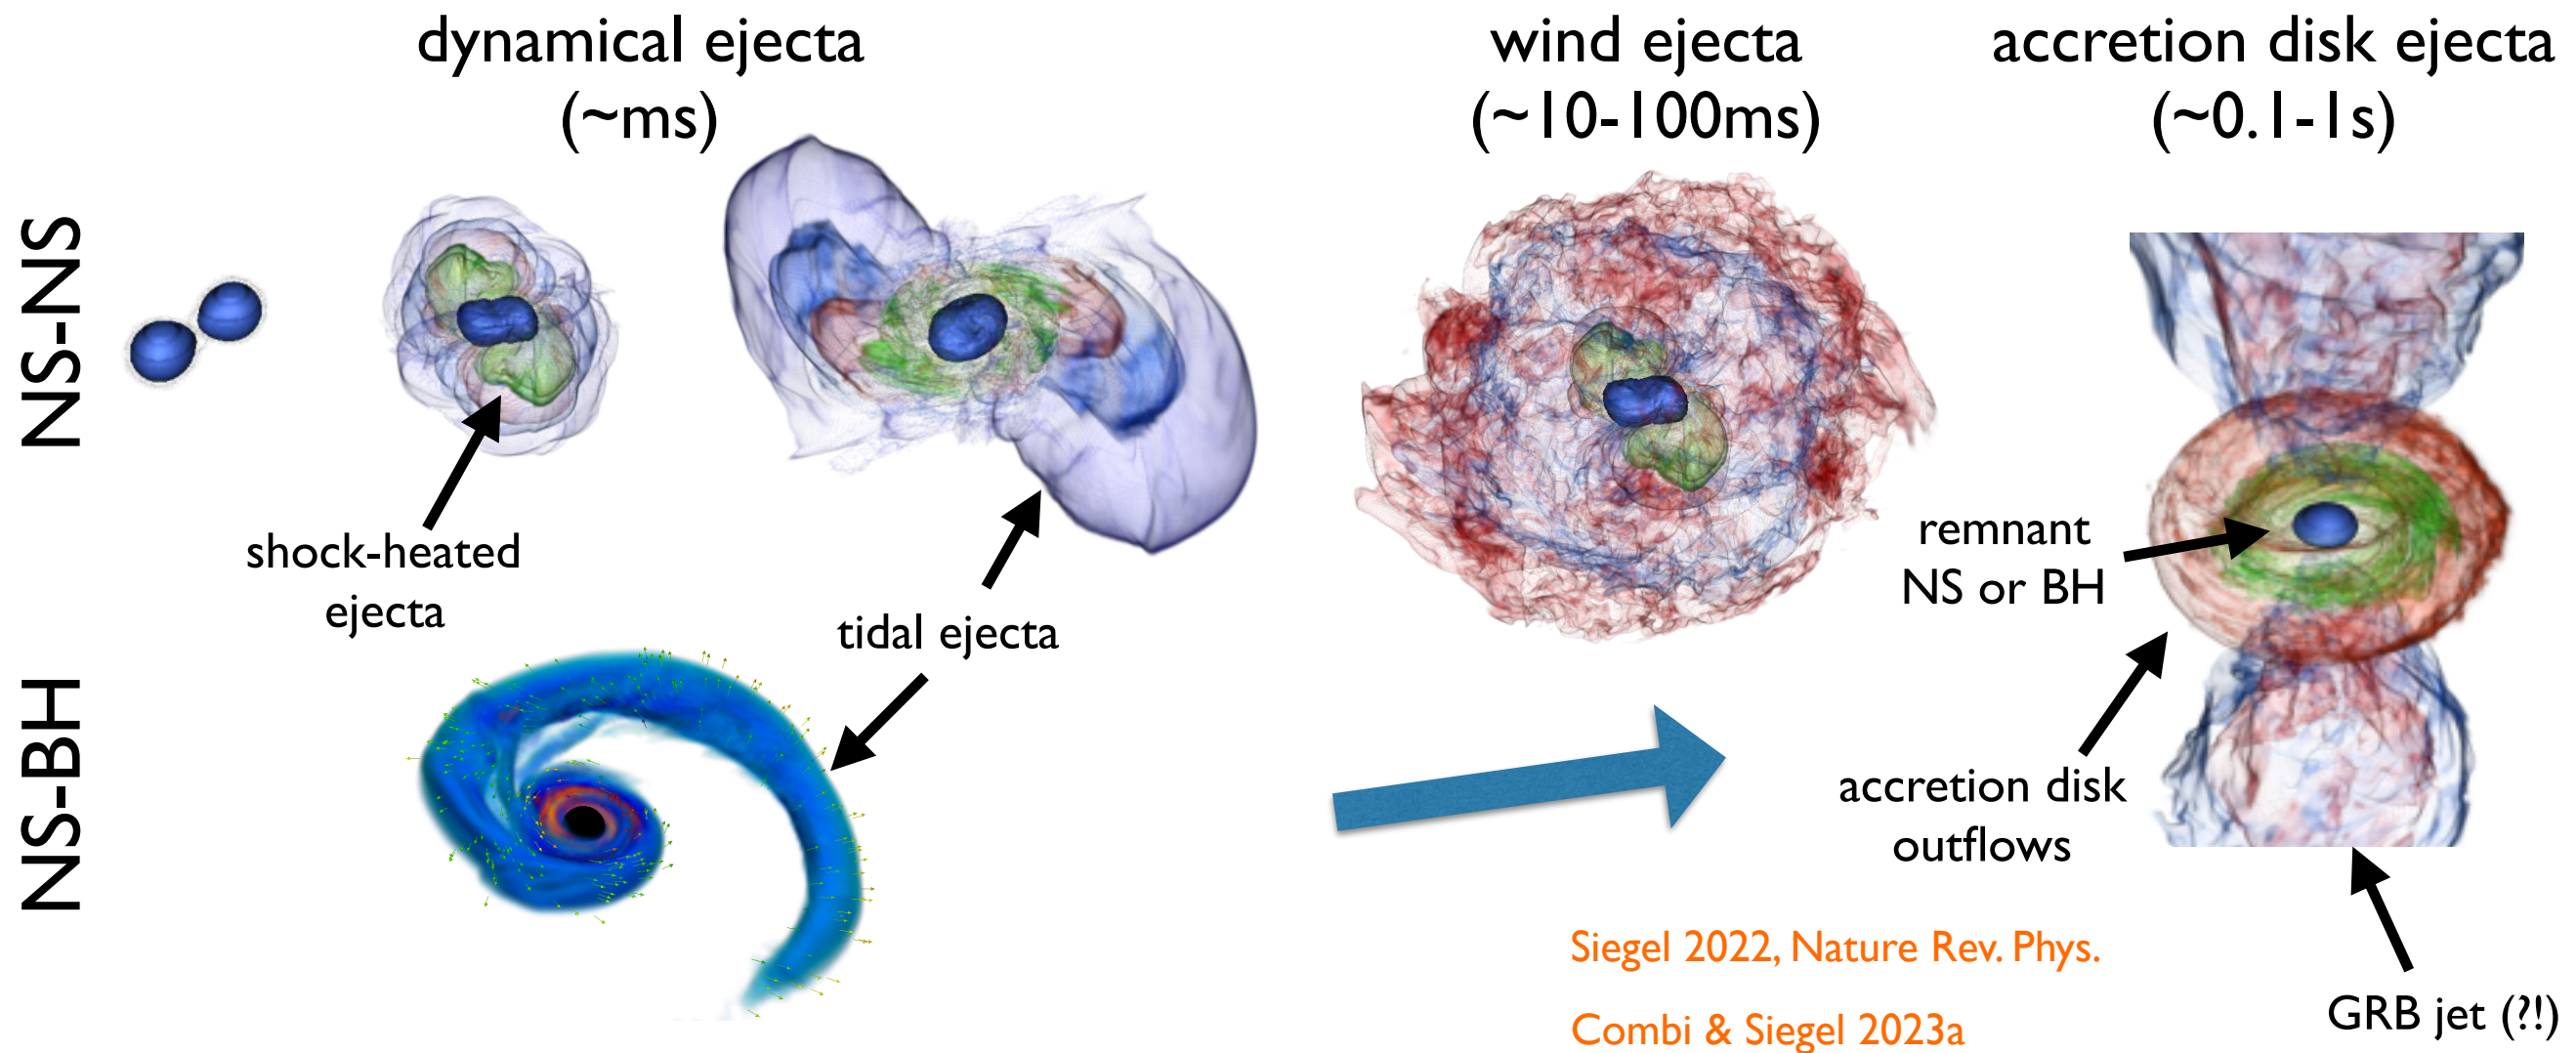 dynamical ejecta
(~ms)
wind ejecta
(~10-100ms)
accretion disk ejecta
(~0.1-1s)
NS-NS
shock-heated
ejecta
tidal ejecta
remnant
NS or BH
NS-BH
accretion disk
outflows
Siegel 2022, Nature Rev. Phys.
Combi & Siegel 2023a
GRB jet (?!)